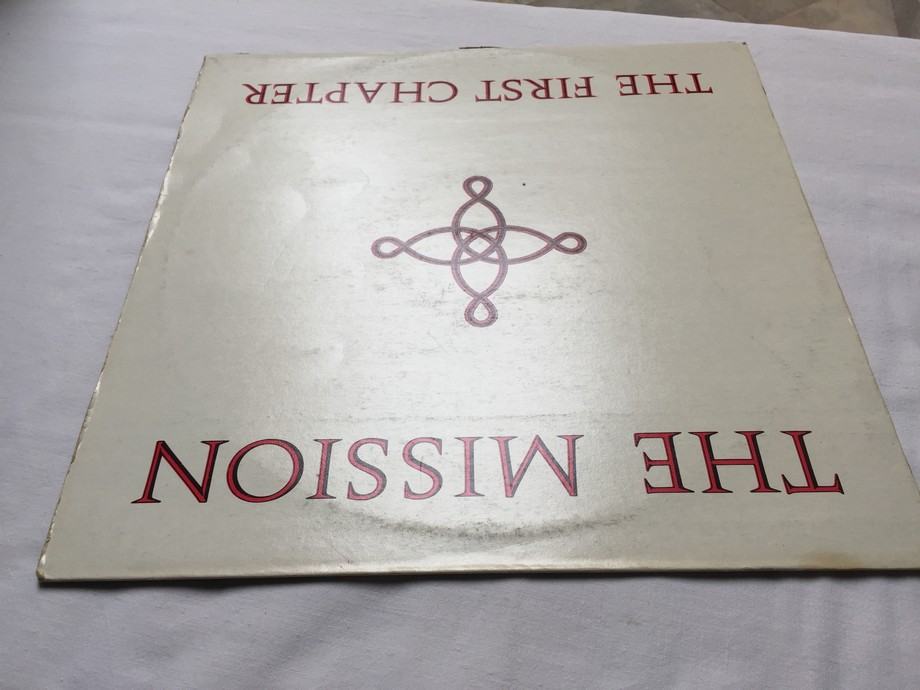 THE MISSION
THE FIRST CHAPTER